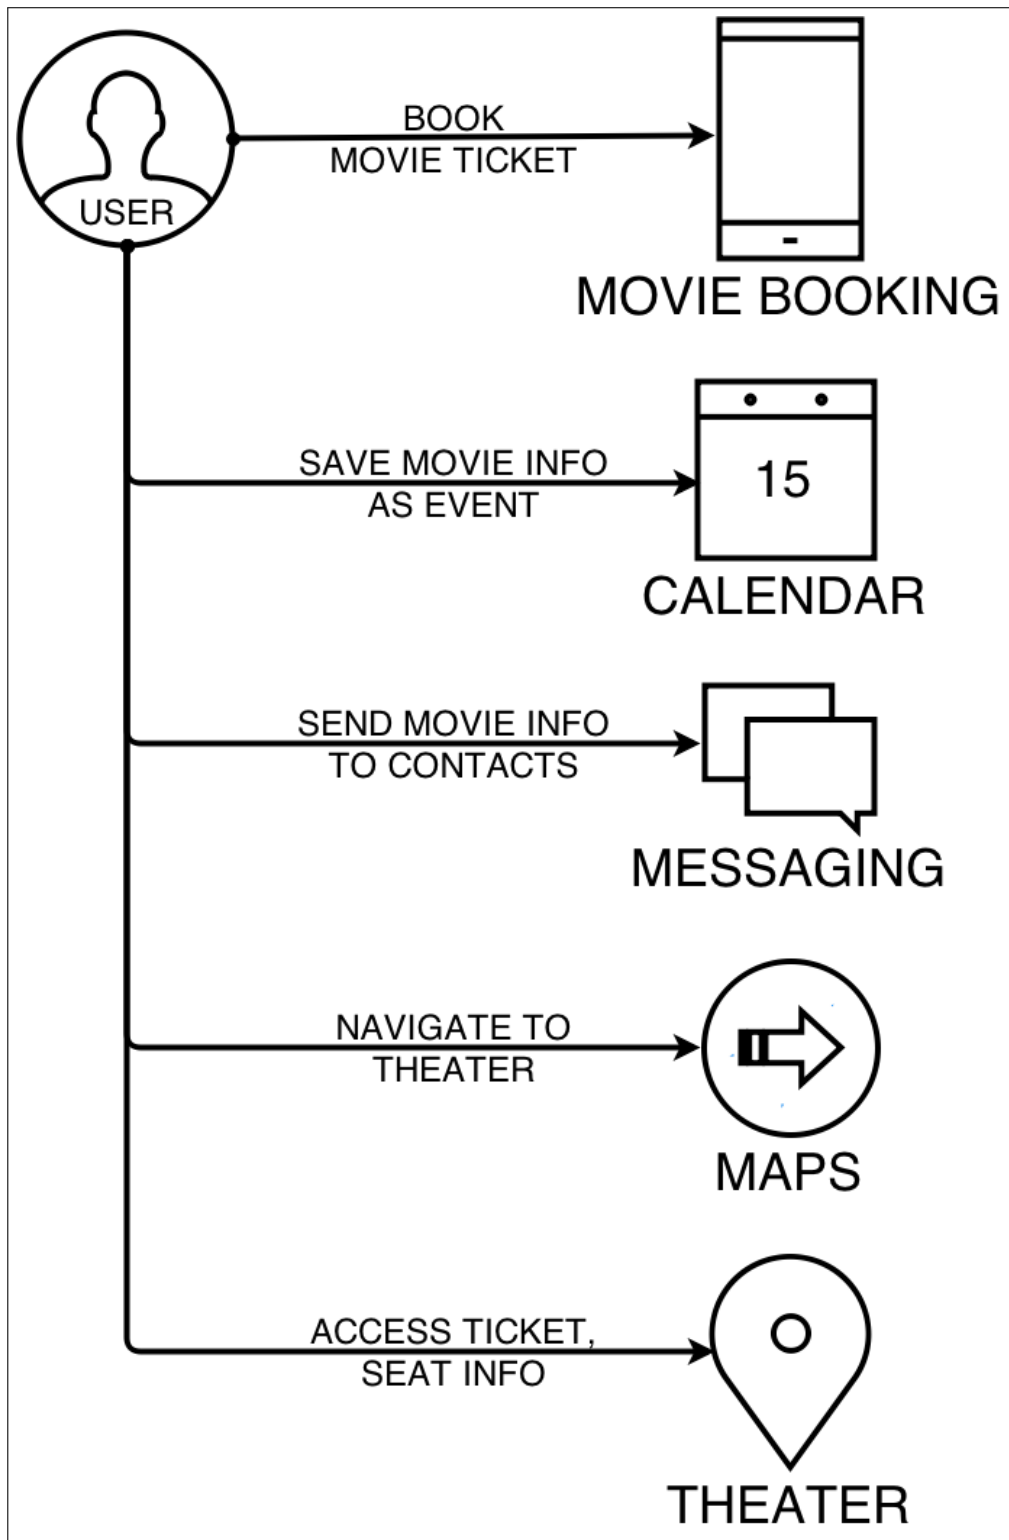 USER
BOOK
MOVIE TICKET
MOVIE BOOKING
SAVE MOVIE INFO
AS EVENT
15
CALENDAR
SEND MOVIE INFO
TO CONTACTS
MESSAGING
NAVIGATE TO
THEATER
MAPS
ACCESS TICKET,
SEAT INFO
THEATER